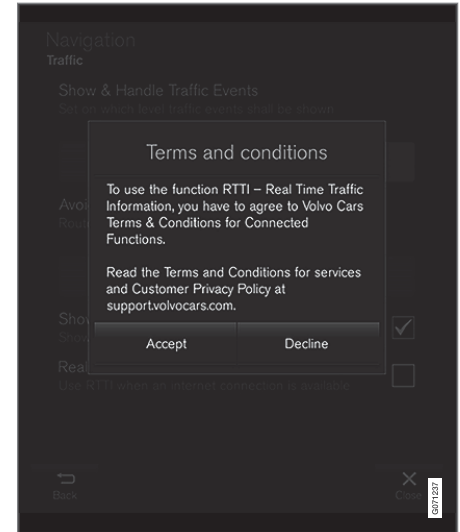 Navigation
Traffic
Show & Handle Traffic Events
Set on which level traffic events shall be shown
Terms and conditions
To use the function RTTI – Real Time Traffic
Information, you have to agree to Volvo Cars
Terms & Conditions for Connected
Functions.
Read the Terms and Conditions for services
and Customer Privacy Policy at
support.volvocars.com.
Accept Decline
Use RTTI when an internet connection is available
Back Close
G071237